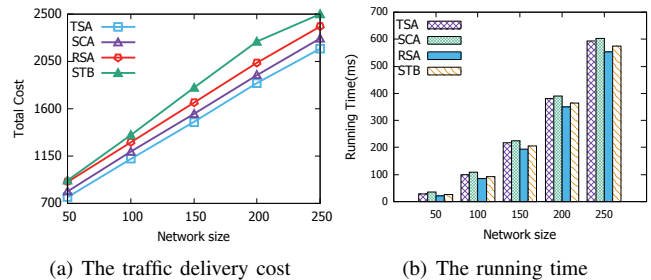 2500
2050
1600
1150
700
50
100
150
200
250
Total Cost
Network size
TSA
SCA
RSA
STB
(a) The traffic delivery cost
700
600
500
400
300
200
100
0
50
100
150
200
250
Running Time(ms)
Network size
TSA
SCA
RSA
STB
(b) The running time